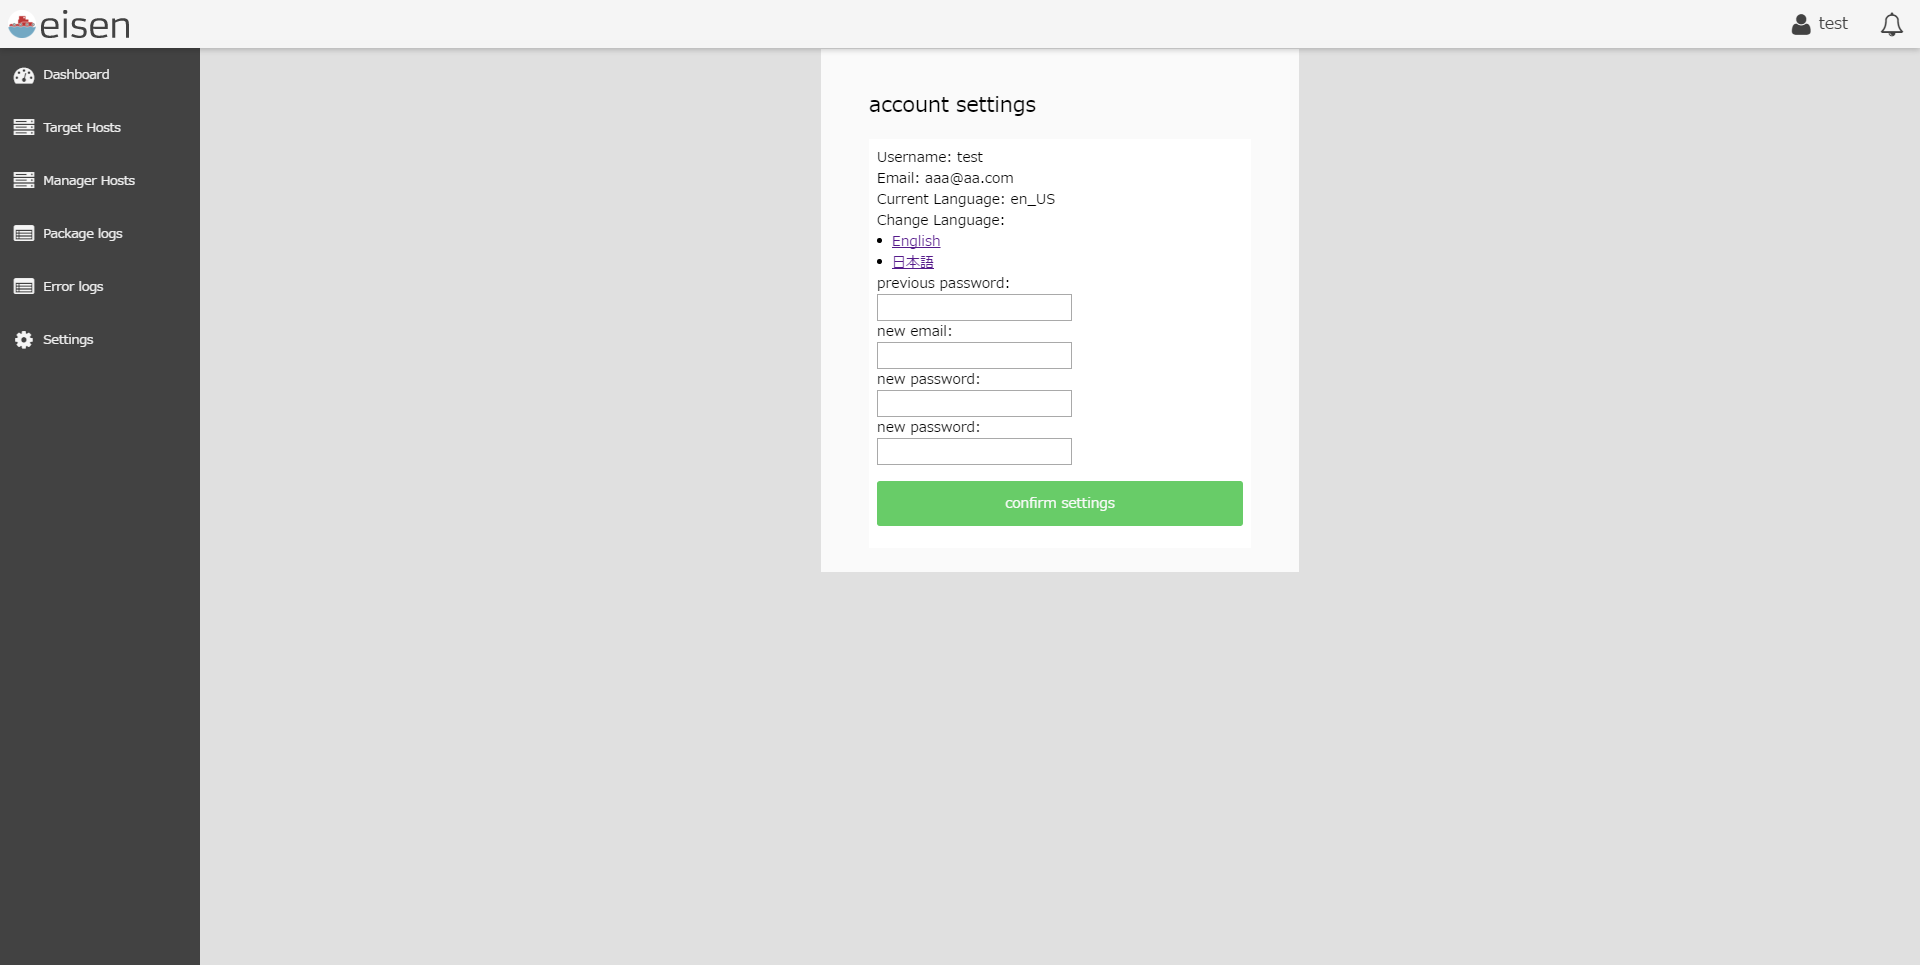 eisen
test
Dashboard
Target Hosts
Manager Hosts
Package logs
Error logs
Settings
account settings
Username: test
Email: aaa@aa.com
Current Language: en_US
Change Language:
English
日本語
previous password:
new email:
new password:
new password:
confirm settings